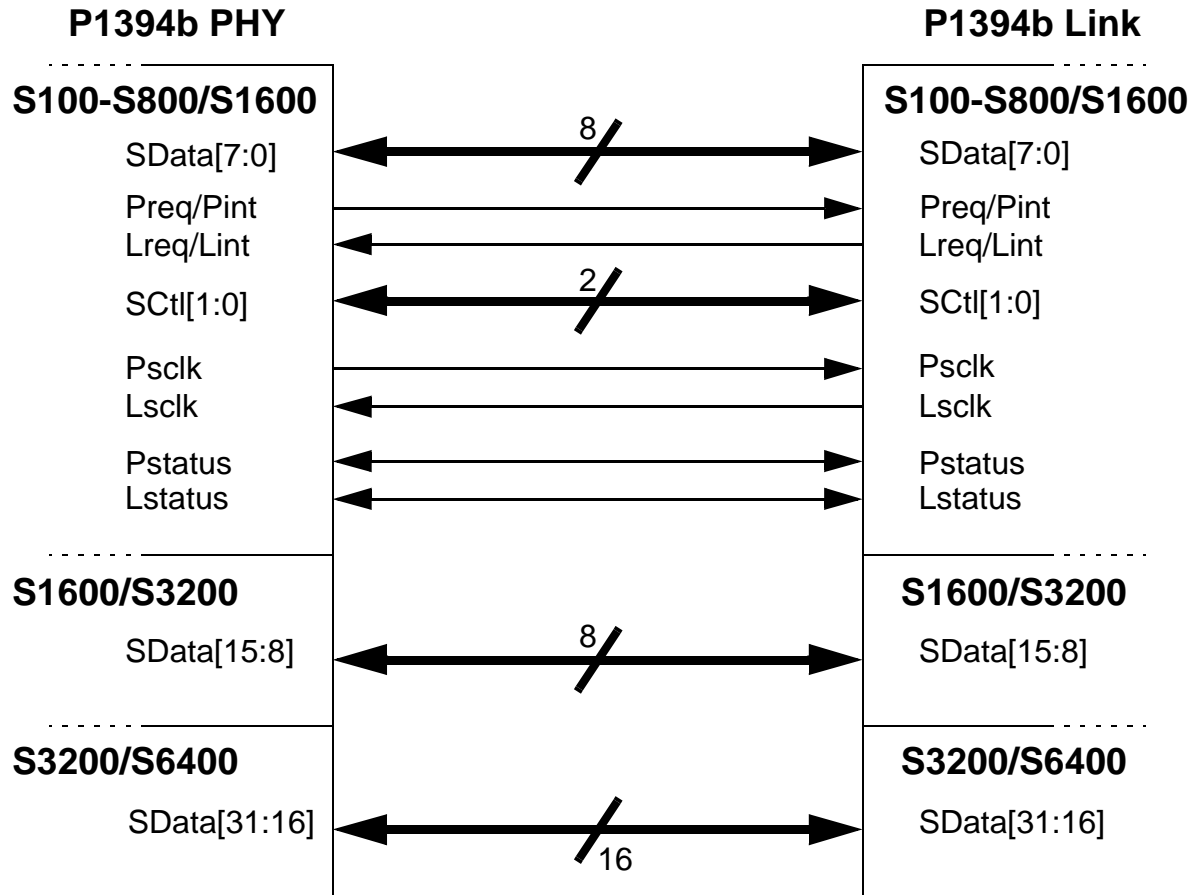 P1394b PHY P1394b Link
S100-S800/S1600 S100-S800/S1600
SData[7:0] 8 SData[7:0]
Preq/Pint Preq/Pint
Lreq/Lint Lreq/Lint
SCtl[1:0] 2 SCtl[1:0]
Psclk Psclk
Lsclk Lsclk
Pstatus Pstatus
Lstatus Lstatus
S1600/S3200 S1600/S3200
SData[15:8] 8 SData[15:8]
S3200/S6400 S3200/S6400
SData[31:16] 16 SData[31:16]